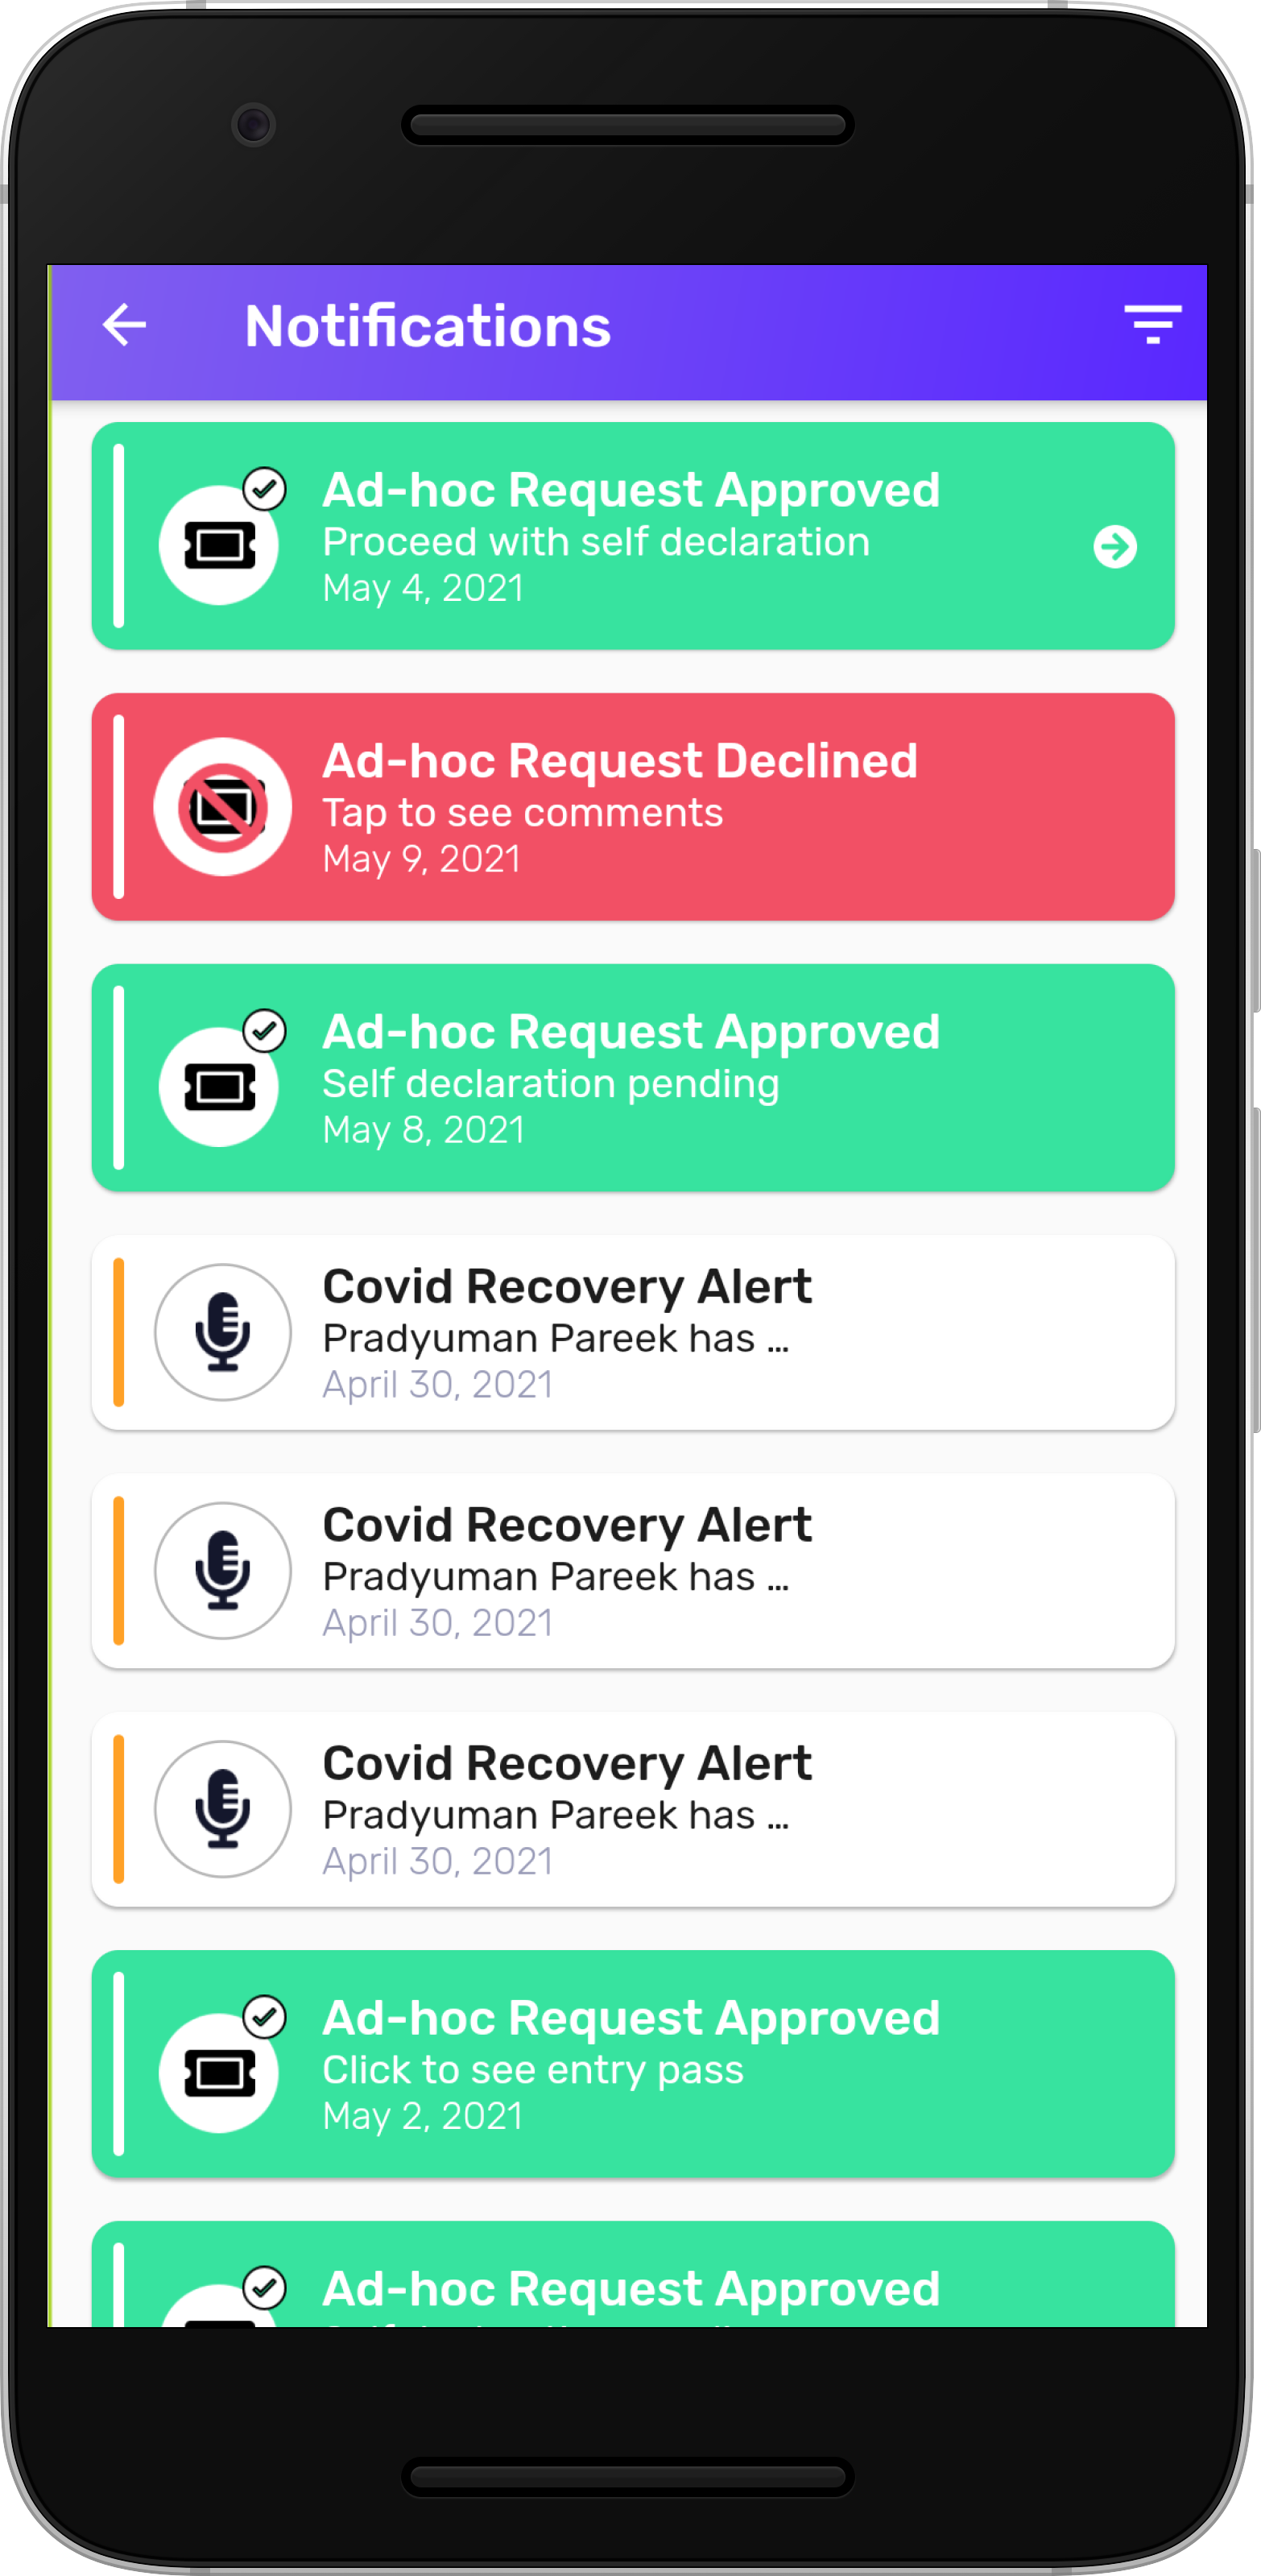 Notifications
Ad-hoc Request Approved
Proceed with self declaration
May 4, 2021
Ad-hoc Request Declined
Tap to see comments
May 9, 2021
Ad-hoc Request Approved
Self declaration pending
May 8, 2021
Covid Recovery Alert
Pradyuman Pareek has ...
April 30, 2021
Covid Recovery Alert
Pradyuman Pareek has ...
April 30, 2021
Covid Recovery Alert
Pradyuman Pareek has ...
April 30, 2021
Ad-hoc Request Approved
Click to see entry pass
May 2, 2021
Ad-hoc Request Approved